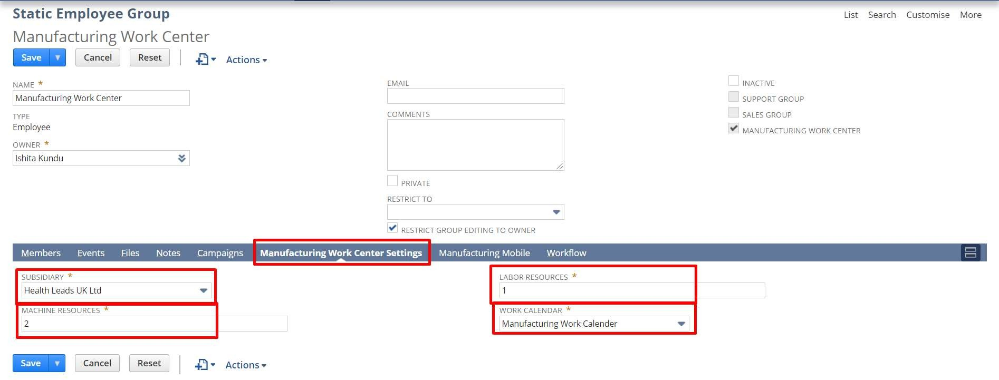 Static Employee Group
List Search Customise More
Manufacturing Work Center
Save Cancel Reset Actions
NAME *
Manufacturing Work Center
TYPE
Employee
OWNER *
Ishita Kundu
EMAIL
COMMENTS
PRIVATE
RESTRICT TO
RESTRICT GROUP EDITING TO OWNER
INACTIVE
SUPPORT GROUP
SALES GROUP
MANUFACTURING WORK CENTER
Members Events Files Notes Campaigns Manufacturing Work Center Settings Manufacturing Mobile Workflow
SUBSIDIARY *
Health Leads UK Ltd
MACHINE RESOURCES *
2
LABOR RESOURCES *
1
WORK CALENDAR *
Manufacturing Work Calender
Save Cancel Reset Actions